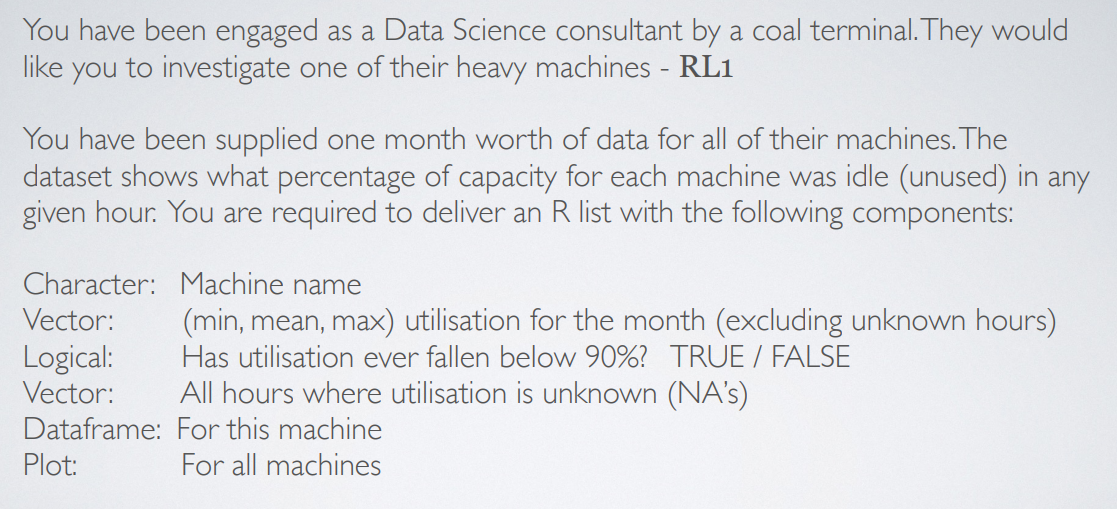 You have been engaged as a Data Science consultant by a coal terminal. They would
like you to investigate one of their heavy machines - RL1
You have been supplied one month worth of data for all of their machines. The
dataset shows what percentage of capacity for each machine was idle (unused) in any
given hour. You are required to deliver an R list with the following components:
Character: Machine name
Vector: (min, mean, max) utilisation for the month (excluding unknown hours)
Logical: Has utilisation ever fallen below 90%? TRUE / FALSE
Vector: All hours where utilisation is unknown (NA's)
Dataframe: For this machine
Plot: For all machines